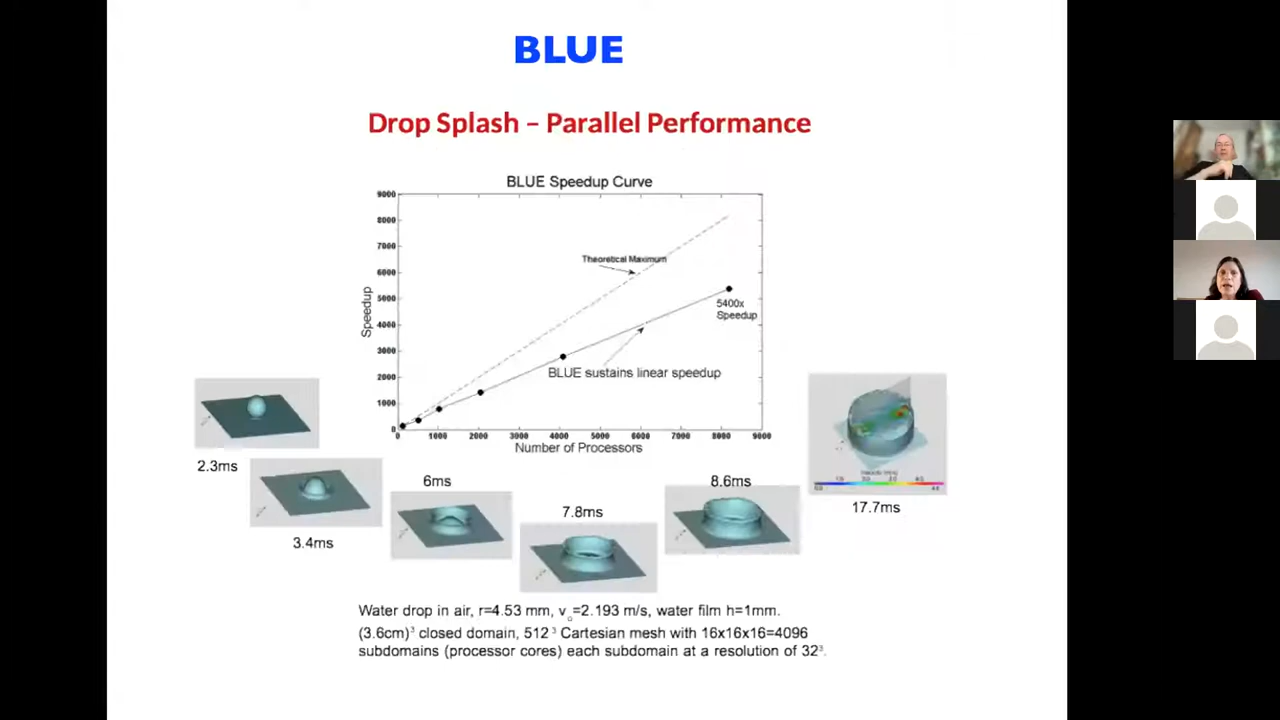 BLUE
Drop Splash – Parallel Performance
BLUE Speedup Curve
9000
8000
7000
6000
5000
4000
3000
2000
1000
0
Speedup
Theoretical Maximum
5400x
Speedup
BLUE sustains linear speedup
0 1000 2000 3000 4000 5000 6000 7000 8000 9000
Number of Processors
2.3ms
3.4ms
6ms
7.8ms
8.6ms
17.7ms
Water drop in air, r=4.53 mm, v₀=2.193 m/s, water film h=1mm.
(3.6cm)³ closed domain, 512³ Cartesian mesh with 16x16x16=4096
subdomains (processor cores) each subdomain at a resolution of 32³.